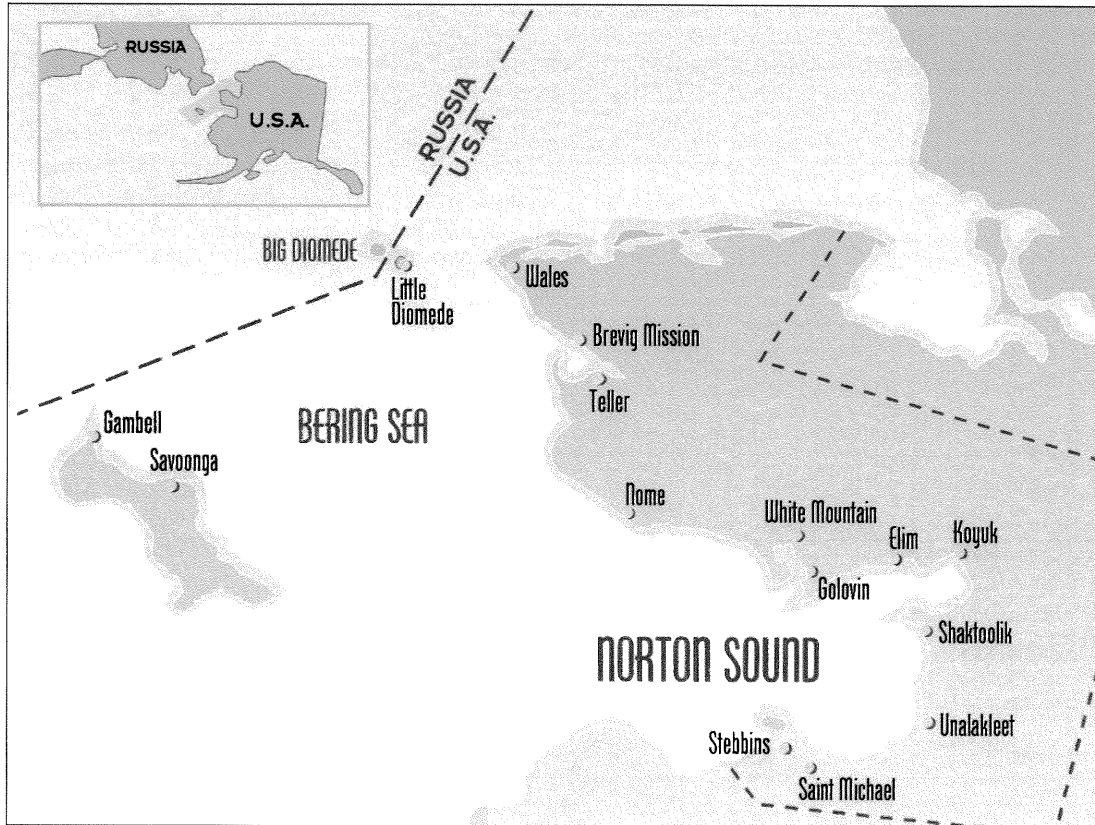 RUSSIA
U.S.A.
RUSSIA
U.S.A.
BIG DIOMEDE
Little
Diomede
Wales
Brevig Mission
Teller
Gambell
BERING SEA
Savoonga
Nome
White Mountain
Elim
Koyuk
Golovin
Shaktoolik
NORTON SOUND
Unalakleet
Stebbins
Saint Michael